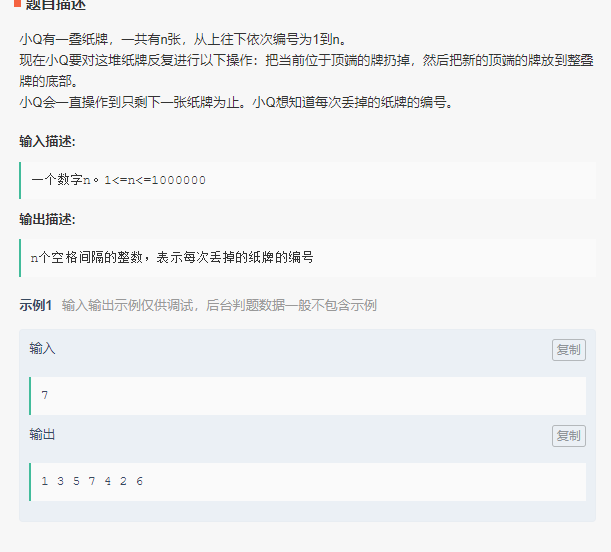 题目描述
小Q有一叠纸牌，一共有n张，从上往下依次编号为1到n。
现在小Q要对这堆纸牌反复进行以下操作：把当前位于顶端的牌扔掉，然后把新的顶端的牌放到整叠
牌的底部。
小Q会一直操作到只剩下一张纸牌为止。小Q想知道每次丢掉的纸牌的编号。
输入描述:
一个数字n。1<=n<=1000000
输出描述:
n个空格间隔的整数，表示每次丢掉的纸牌的编号
示例1 输入输出示例仅供调试，后台判题数据一般不包含示例
输入
复制
7
输出
复制
1 3 5 7 4 2 6